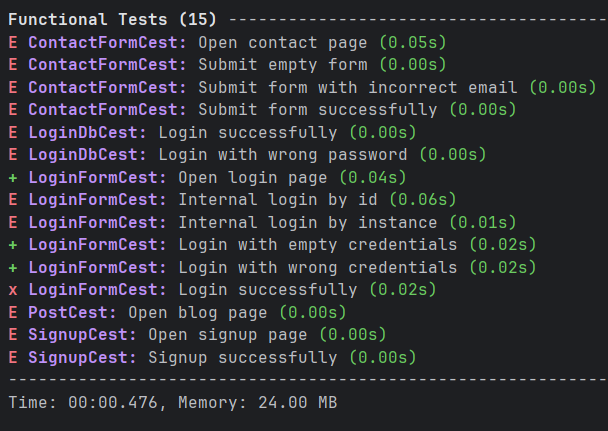 Functional Tests (15) --------------------------------------
E ContactFormCest: Open contact page (0.05s)
E ContactFormCest: Submit empty form (0.00s)
E ContactFormCest: Submit form with incorrect email (0.00s)
E ContactFormCest: Submit form successfully (0.00s)
E LoginDbCest: Login successfully (0.00s)
E LoginDbCest: Login with wrong password (0.00s)
+ LoginFormCest: Open login page (0.04s)
E LoginFormCest: Internal login by id (0.06s)
E LoginFormCest: Internal login by instance (0.01s)
+ LoginFormCest: Login with empty credentials (0.02s)
+ LoginFormCest: Login with wrong credentials (0.02s)
x LoginFormCest: Login successfully (0.02s)
E PostCest: Open blog page (0.00s)
E SignupCest: Open signup page (0.00s)
E SignupCest: Signup successfully (0.00s)
------------------------------------------------------------
Time: 00:00.476, Memory: 24.00 MB